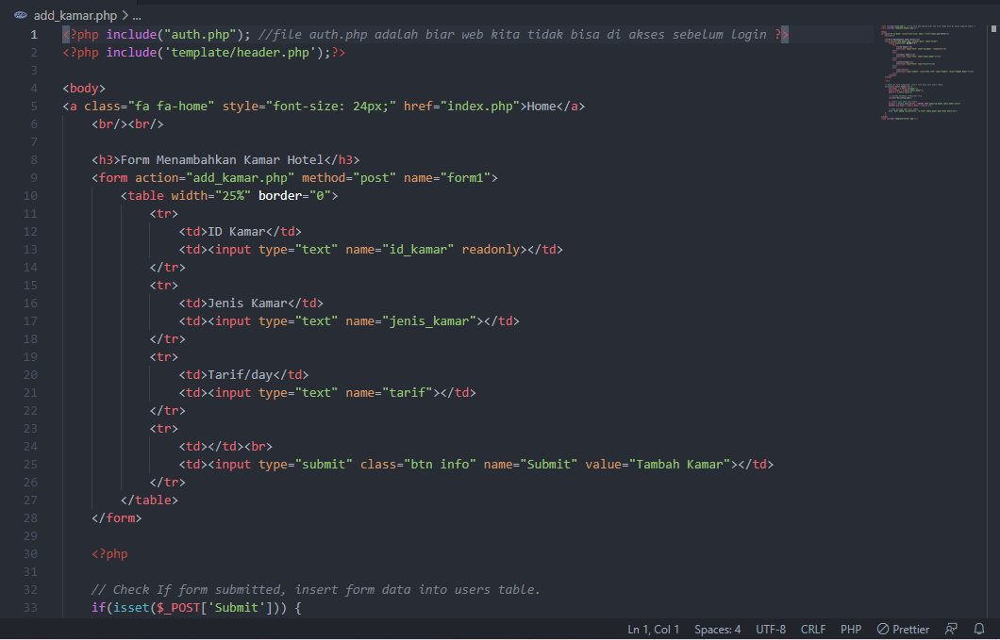 add_kamar.php > ...
1 <?php include("auth.php"); //file auth.php adalah biar web kita tidak bisa di akses sebelum login ?>
2 <?php include('template/header.php');?>
3
4 <body>
5 <a class="fa fa-home" style="font-size: 24px;" href="index.php">Home</a>
6     <br/><br/>
7
8     <h3>Form Menambahkan Kamar Hotel</h3>
9     <form action="add_kamar.php" method="post" name="form1">
10         <table width="25%" border="0">
11             <tr>
12                 <td>ID Kamar</td>
13                 <td><input type="text" name="id_kamar" readonly></td>
14             </tr>
15             <tr>
16                 <td>Jenis Kamar</td>
17                 <td><input type="text" name="jenis_kamar"></td>
18             </tr>
19             <tr>
20                 <td>Tarif/day</td>
21                 <td><input type="text" name="tarif"></td>
22             </tr>
23             <tr>
24                 <td></td><br>
25                 <td><input type="submit" class="btn info" name="Submit" value="Tambah Kamar"></td>
26             </tr>
27         </table>
28     </form>
29
30     <?php
31
32     // Check If form submitted, insert form data into users table.
33     if(isset($_POST['Submit'])) {
Ln 1, Col 1 Spaces: 4 UTF-8 CRLF PHP Prettier